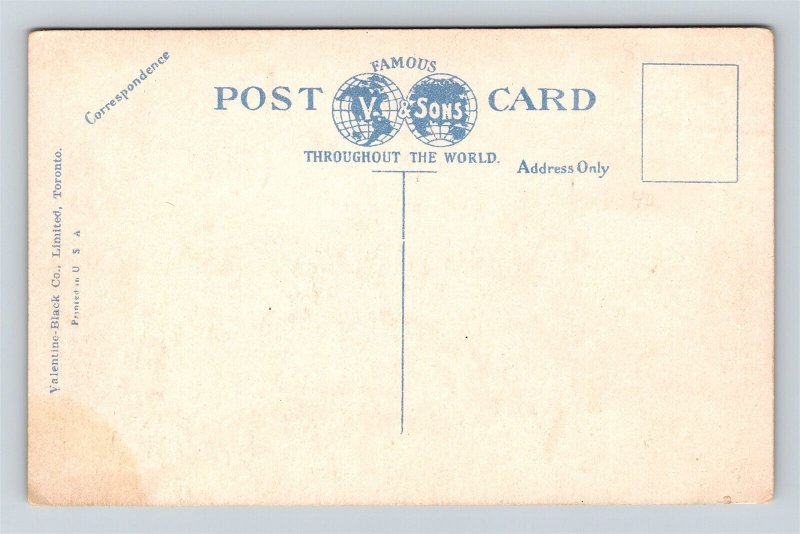 Correspondence
FAMOUS
POST V. & SONS CARD
THROUGHOUT THE WORLD.
Address Only
Valentine-Black Co., Limited, Toronto.
Printed in U S A